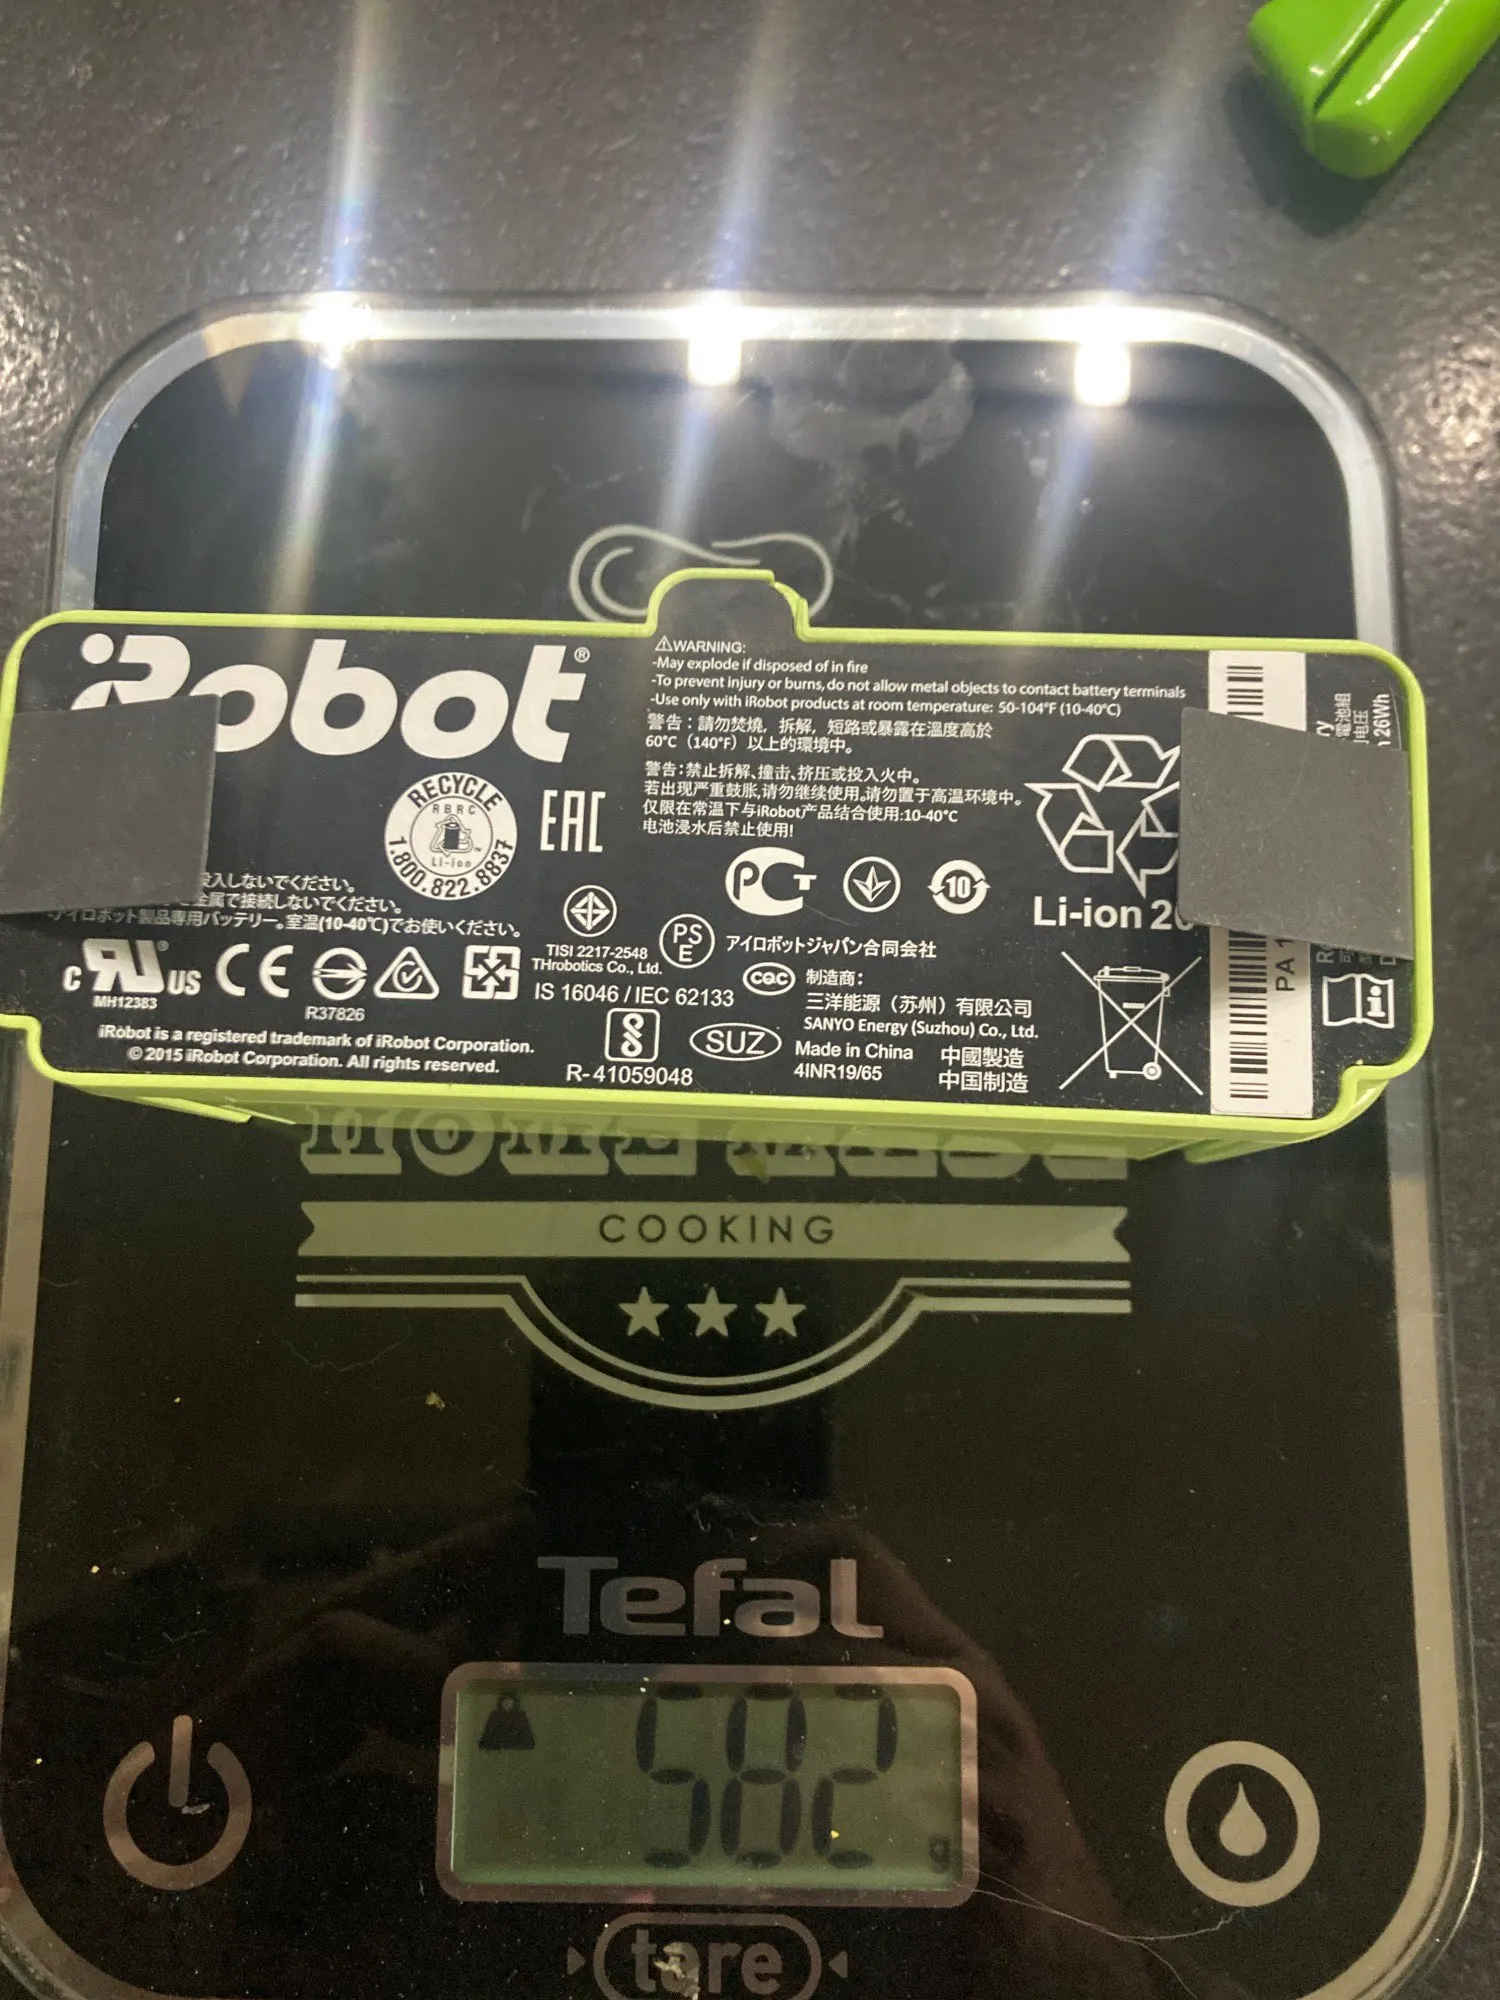 iRobot®
⚠WARNING:
-May explode if disposed of in fire
-To prevent injury or burns, do not allow metal objects to contact battery terminals
-Use only with iRobot products at room temperature: 50-104°F (10-40°C)
警告：請勿焚燒，拆解，短路或暴露在溫度高於
60°C（140°F）以上的環境中。
警告：禁止拆解、撞击、挤压或投入火中。
若出现严重鼓胀,请勿继续使用。请勿置于高温环境中。
仅限在常温下与iRobot产品结合使用:10-40°C
电池浸水后禁止使用!
RECYCLE
RBRC
Li-ion
1.800.822.8837
EAC
投入しないでください。
金属で接続しないでください。
-アイロボット製品専用バッテリー。室温(10-40℃)でお使いください。
PCT
10
Li-ion 2
TISI 2217-2548
THrobotics Co., Ltd.
PSE
アイロボットジャパン合同会社
c RU® US
MH12383
CE
R37826
IS 16046 / IEC 62133
CQC
制造商：
三洋能源（苏州）有限公司
SANYO Energy (Suzhou) Co., Ltd.
iRobot is a registered trademark of iRobot Corporation.
© 2015 iRobot Corporation. All rights reserved.
R-41059048
SUZ
Made in China 中國製造
4INR19/65 中国制造
PA 1
電池組
26Wh
COOKING
Tefal
582
g
tare